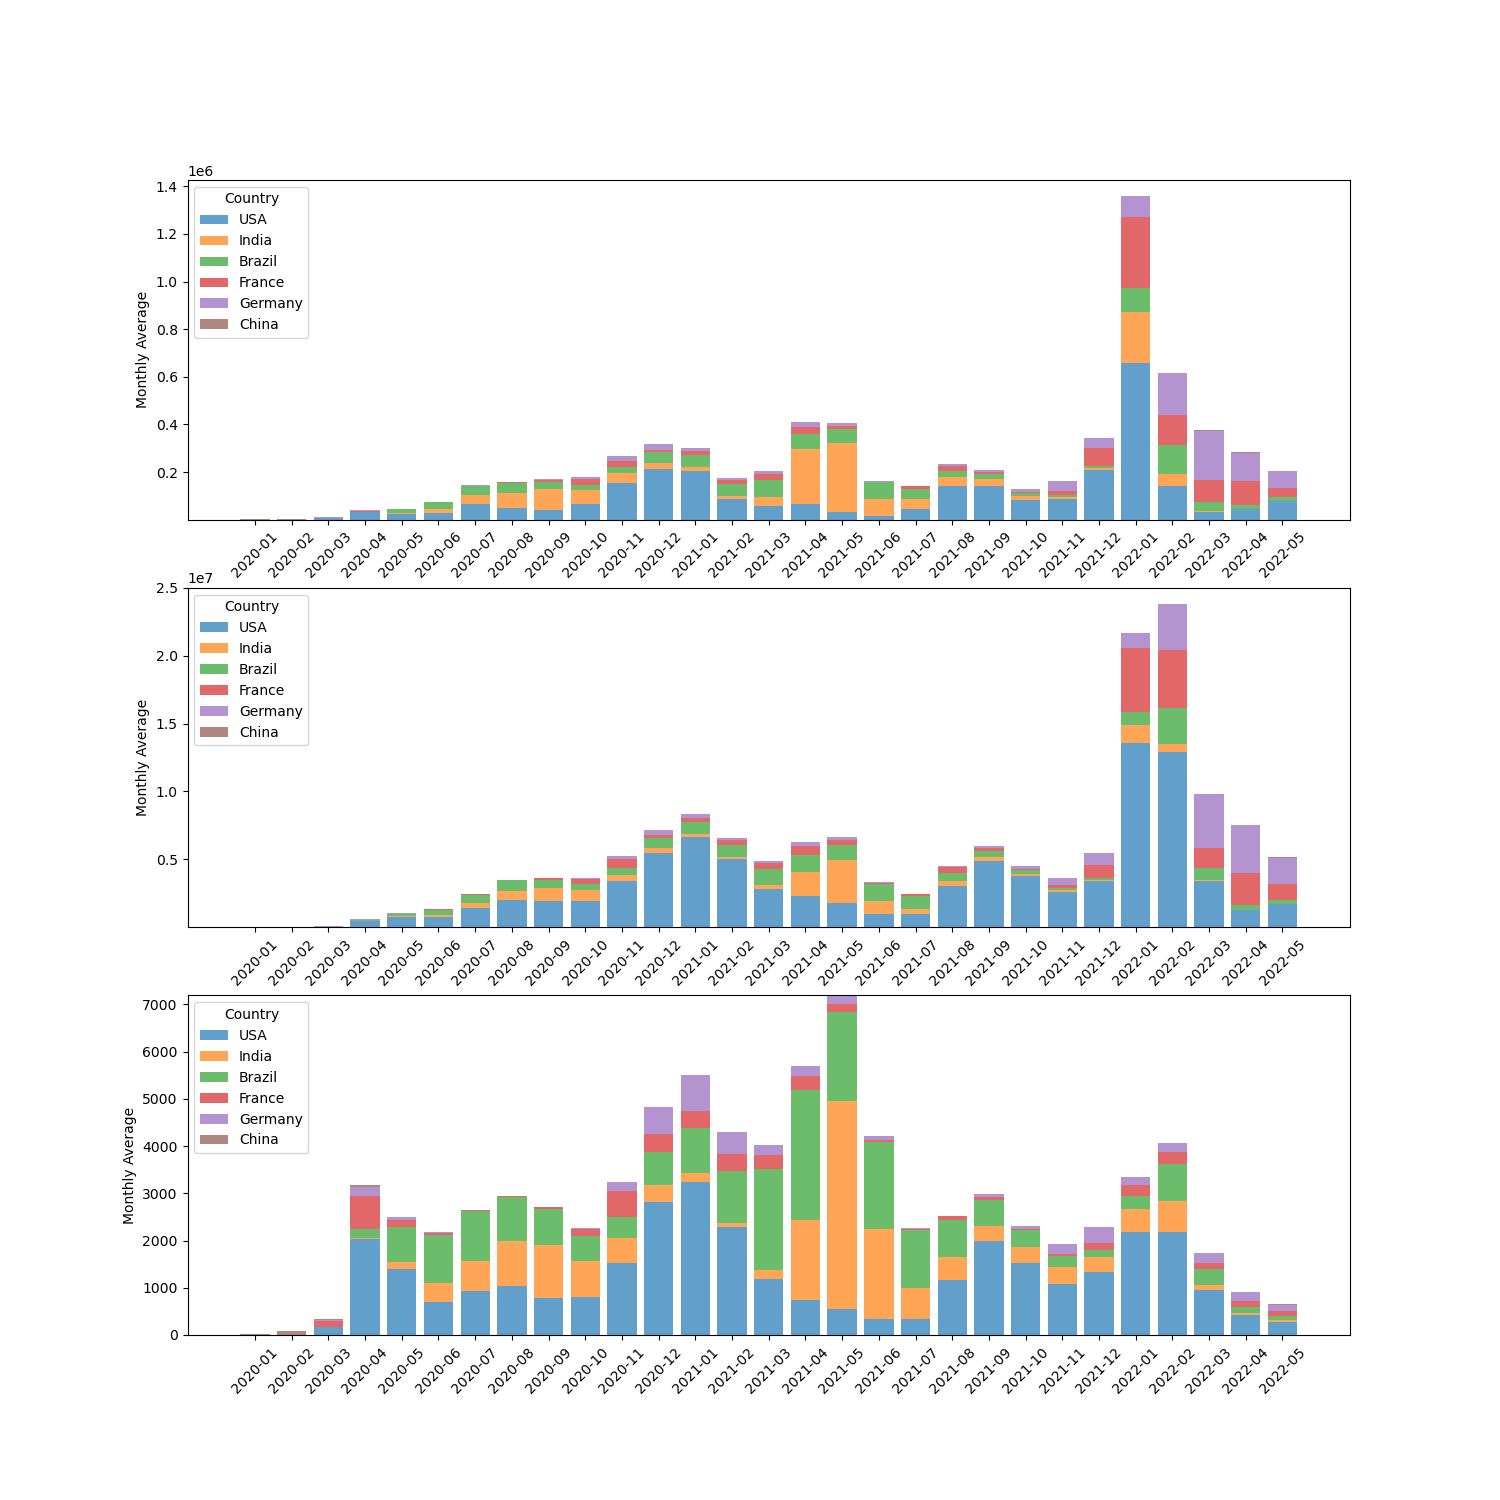 1e6
1.4
1.2
1.0
0.8
0.6
0.4
0.2
Monthly Average
Country
USA
India
Brazil
France
Germany
China
2020-01 2020-02 2020-03 2020-04 2020-05 2020-06 2020-07 2020-08 2020-09 2020-10 2020-11 2020-12 2021-01 2021-02 2021-03 2021-04 2021-05 2021-06 2021-07 2021-08 2021-09 2021-10 2021-11 2021-12 2022-01 2022-02 2022-03 2022-04 2022-05
1e7
2.5
2.0
1.5
1.0
0.5
Monthly Average
Country
USA
India
Brazil
France
Germany
China
2020-01 2020-02 2020-03 2020-04 2020-05 2020-06 2020-07 2020-08 2020-09 2020-10 2020-11 2020-12 2021-01 2021-02 2021-03 2021-04 2021-05 2021-06 2021-07 2021-08 2021-09 2021-10 2021-11 2021-12 2022-01 2022-02 2022-03 2022-04 2022-05
7000
6000
5000
4000
3000
2000
1000
0
Monthly Average
Country
USA
India
Brazil
France
Germany
China
2020-01 2020-02 2020-03 2020-04 2020-05 2020-06 2020-07 2020-08 2020-09 2020-10 2020-11 2020-12 2021-01 2021-02 2021-03 2021-04 2021-05 2021-06 2021-07 2021-08 2021-09 2021-10 2021-11 2021-12 2022-01 2022-02 2022-03 2022-04 2022-05